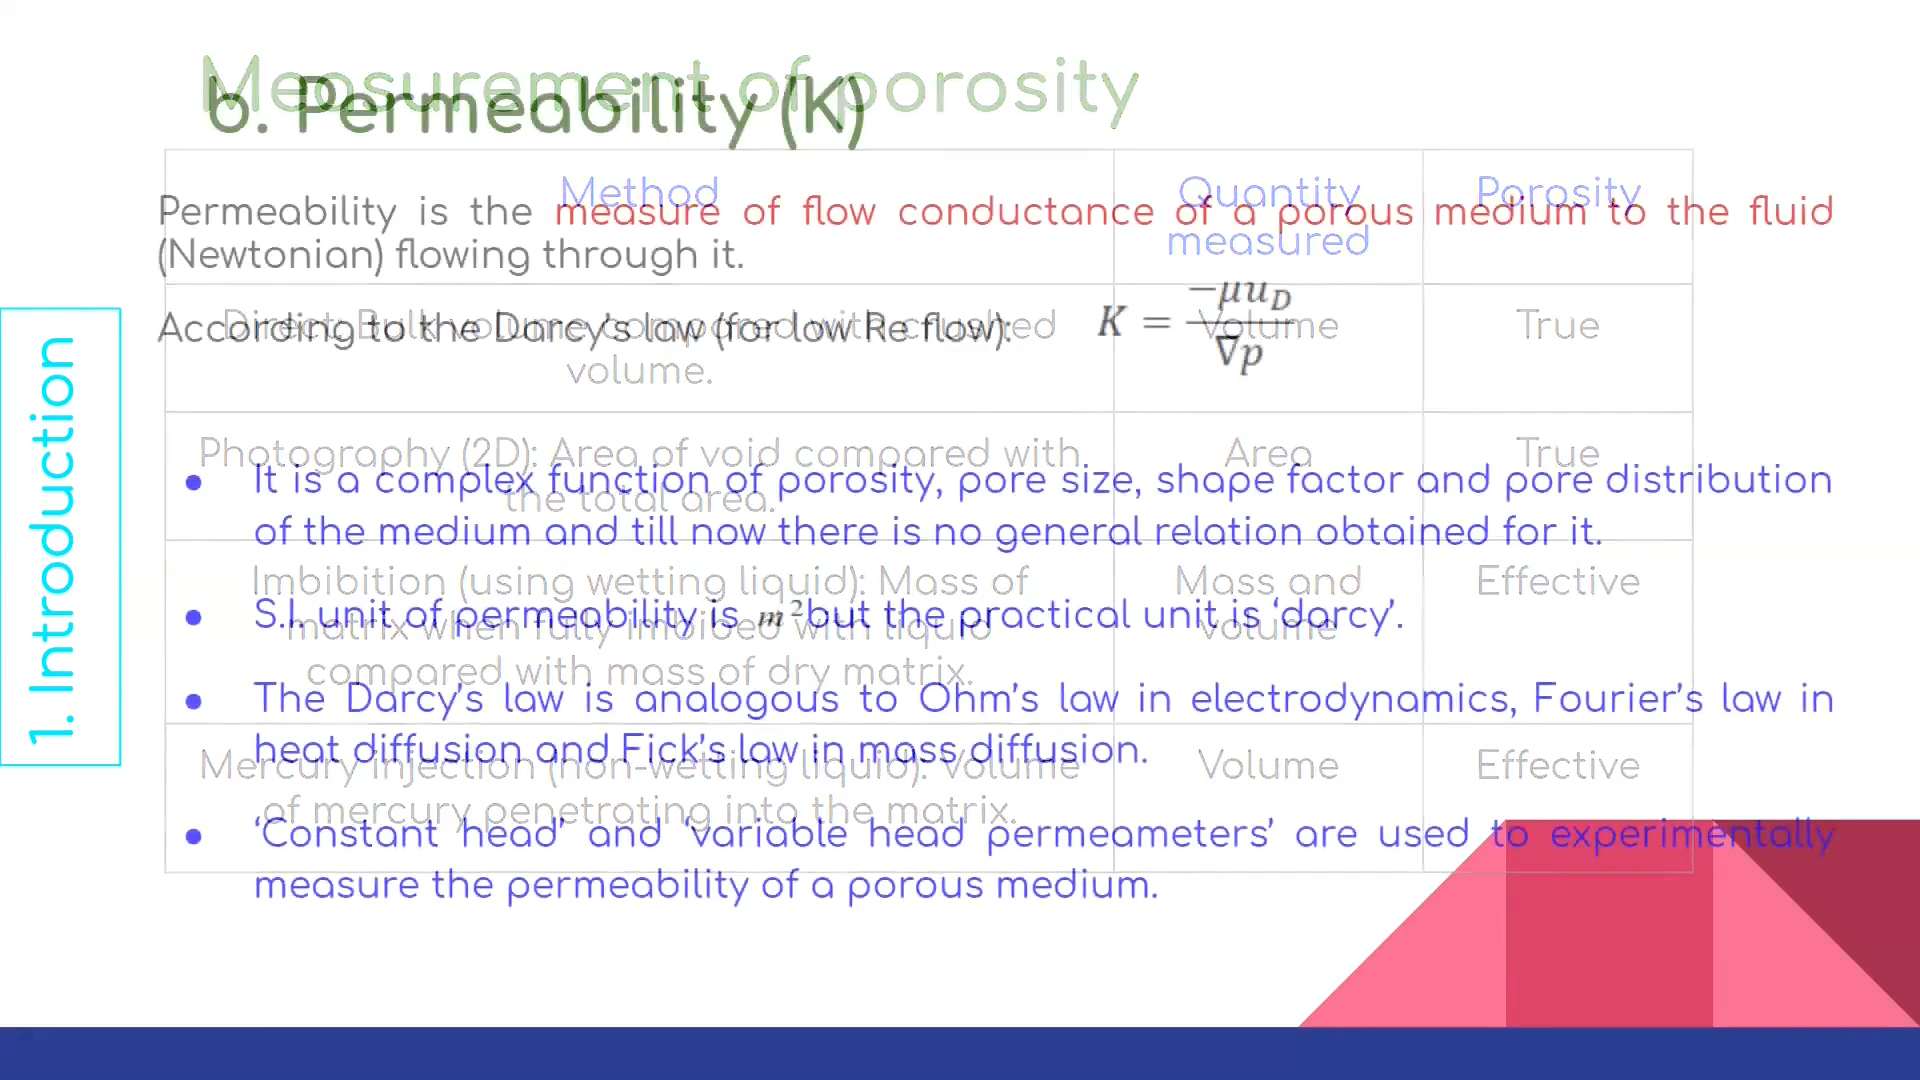 Measurement of porosity
b. Permeability (K)
Method
Quantity
measured
Porosity
Permeability is the measure of flow conductance of a porous medium to the fluid
(Newtonian) flowing through it.
According to the Darcy's law (for low Re flow):
K = −μu_D / ∇p
Direct: Bulk volume compared with crushed
volume.
Volume
True
Photography (2D): Area of void compared with
the total area.
Area
True
It is a complex function of porosity, pore size, shape factor and pore distribution
of the medium and till now there is no general relation obtained for it.
Imbibition (using wetting liquid): Mass of
matrix when fully imbibed with liquid
compared with mass of dry matrix.
Mass and
volume
Effective
S.I. unit of permeability is m² but the practical unit is ‘darcy’.
The Darcy's law is analogous to Ohm's law in electrodynamics, Fourier's law in
heat diffusion and Fick's law in mass diffusion.
Mercury injection (non-wetting liquid): Volume
of mercury penetrating into the matrix.
Volume
Effective
‘Constant head’ and ‘variable head permeameters’ are used to experimentally
measure the permeability of a porous medium.
1. Introduction